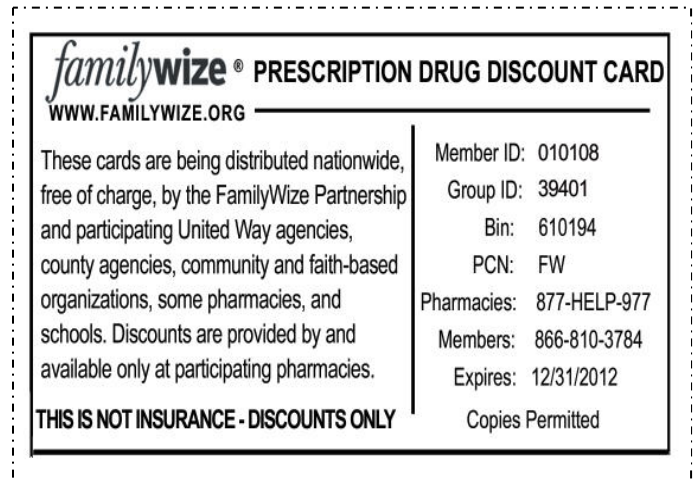 familywize ® PRESCRIPTION DRUG DISCOUNT CARD
WWW.FAMILYWIZE.ORG
These cards are being distributed nationwide,
free of charge, by the FamilyWize Partnership
and participating United Way agencies,
county agencies, community and faith-based
organizations, some pharmacies, and
schools. Discounts are provided by and
available only at participating pharmacies.
THIS IS NOT INSURANCE - DISCOUNTS ONLY
Member ID: 010108
Group ID: 39401
Bin: 610194
PCN: FW
Pharmacies: 877-HELP-977
Members: 866-810-3784
Expires: 12/31/2012
Copies Permitted